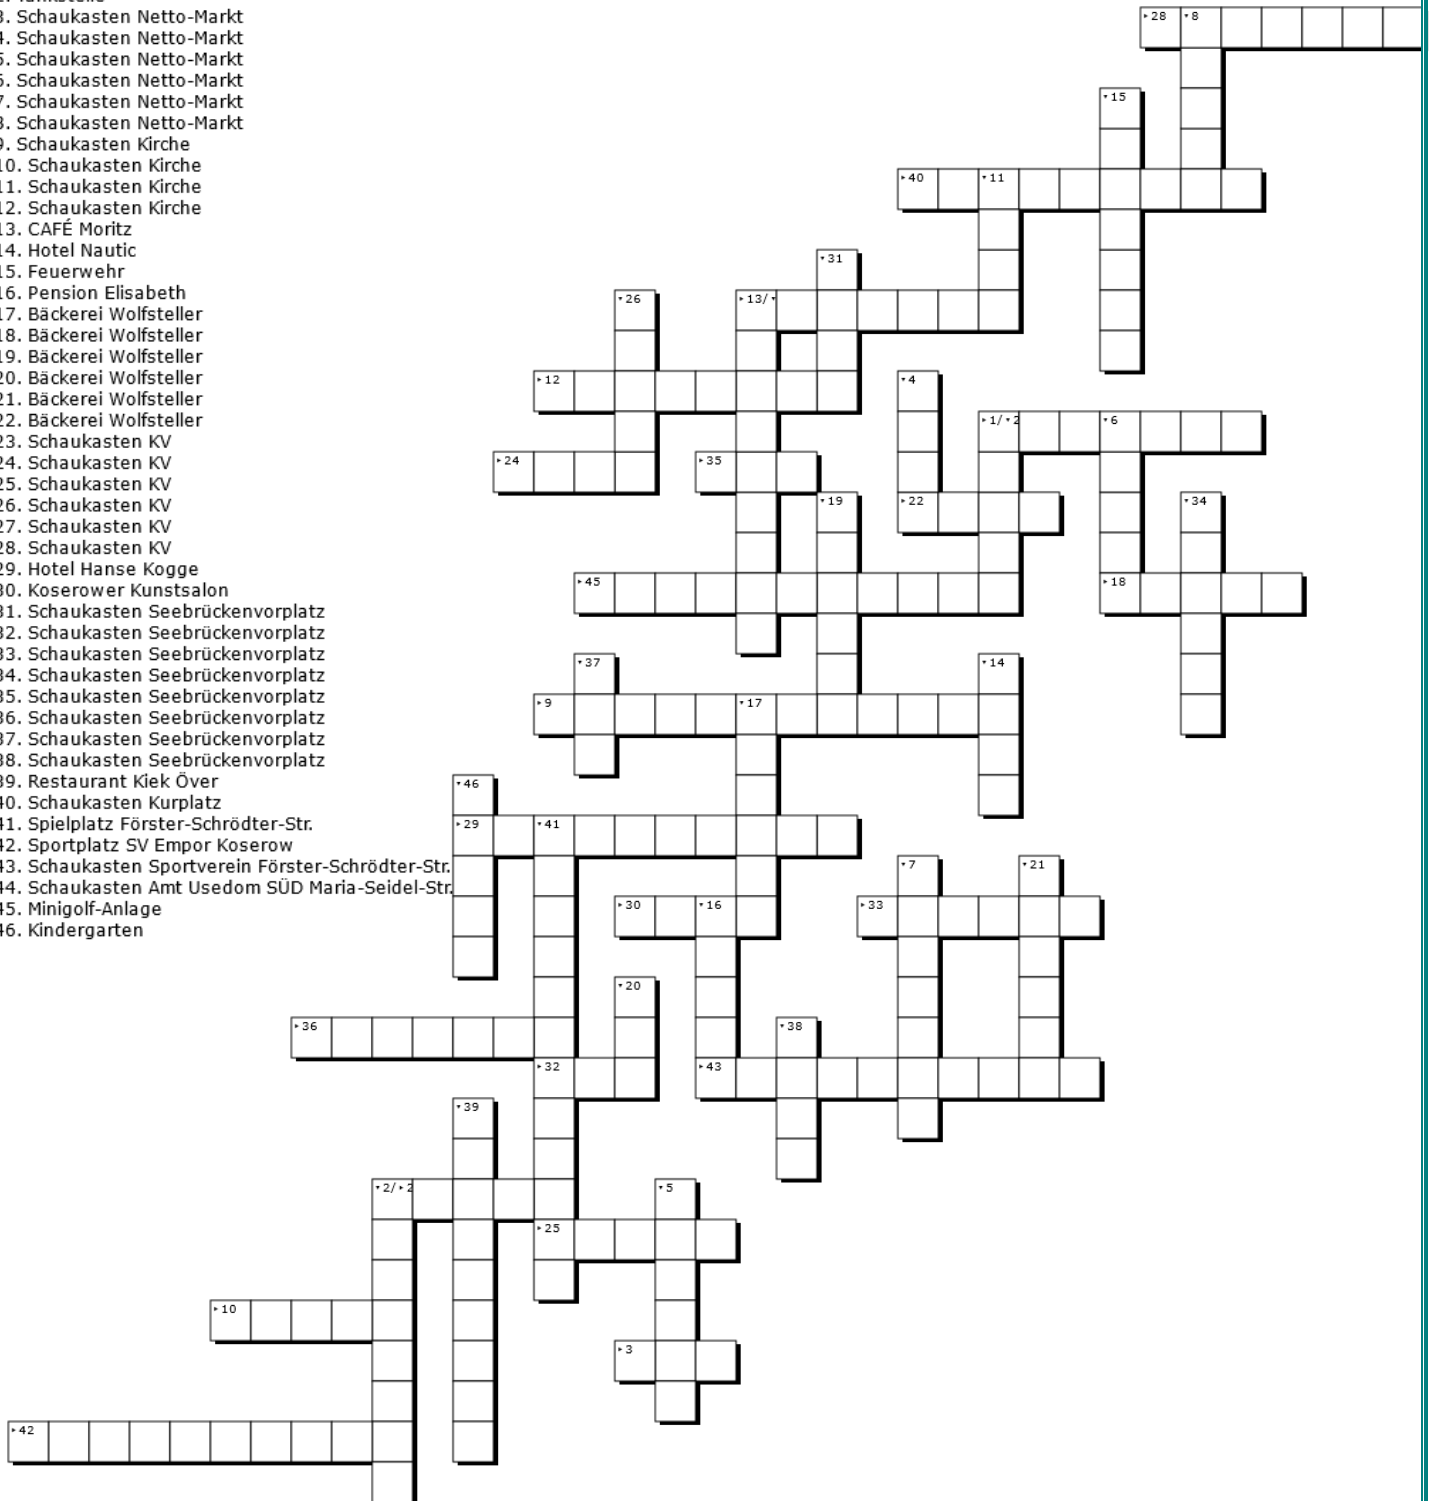 3. Schaukasten Netto-Markt
4. Schaukasten Netto-Markt
5. Schaukasten Netto-Markt
6. Schaukasten Netto-Markt
7. Schaukasten Netto-Markt
8. Schaukasten Netto-Markt
9. Schaukasten Kirche
10. Schaukasten Kirche
11. Schaukasten Kirche
12. Schaukasten Kirche
13. CAFÉ Moritz
14. Hotel Nautic
15. Feuerwehr
16. Pension Elisabeth
17. Bäckerei Wolfsteller
18. Bäckerei Wolfsteller
19. Bäckerei Wolfsteller
20. Bäckerei Wolfsteller
21. Bäckerei Wolfsteller
22. Bäckerei Wolfsteller
23. Schaukasten KV
24. Schaukasten KV
25. Schaukasten KV
26. Schaukasten KV
27. Schaukasten KV
28. Schaukasten KV
29. Hotel Hanse Kogge
30. Koserower Kunstsalon
31. Schaukasten Seebrückenvorplatz
32. Schaukasten Seebrückenvorplatz
33. Schaukasten Seebrückenvorplatz
34. Schaukasten Seebrückenvorplatz
35. Schaukasten Seebrückenvorplatz
36. Schaukasten Seebrückenvorplatz
37. Schaukasten Seebrückenvorplatz
38. Schaukasten Seebrückenvorplatz
39. Restaurant Kiek Över
40. Schaukasten Kurplatz
41. Spielplatz Förster-Schrödter-Str.
42. Sportplatz SV Empor Koserow
43. Schaukasten Sportverein Förster-Schrödter-Str.
44. Schaukasten Amt Usedom SÜD Maria-Seidel-Str.
45. Minigolf-Anlage
46. Kindergarten
28 8
15
40 11
31
26 13/
12 4
1/ 2 6
24 35
19 22 34
45 18
37 14
9 17
46
29 41
7 21
30 16 33
20
36 38
32 43
39
2/ 2 5
25
10
3
42